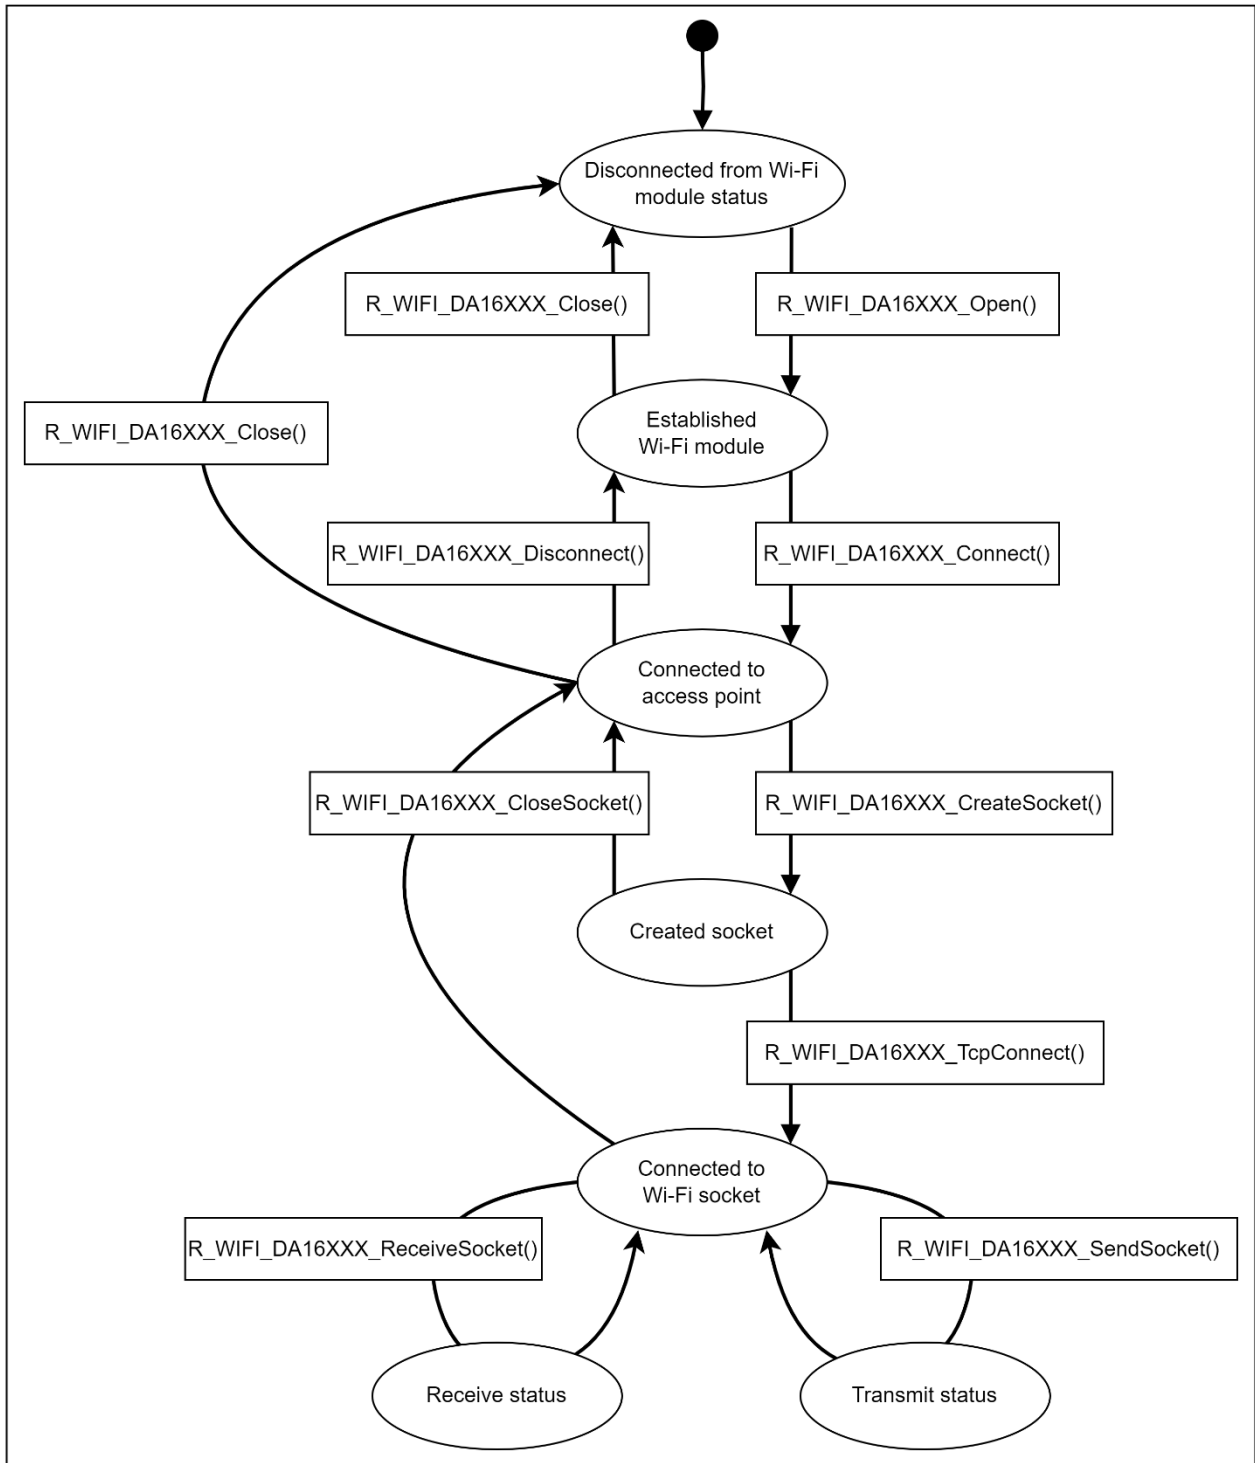 Disconnected from Wi-Fi
module status
R_WIFI_DA16XXX_Close()
R_WIFI_DA16XXX_Open()
R_WIFI_DA16XXX_Close()
Established
Wi-Fi module
R_WIFI_DA16XXX_Disconnect()
R_WIFI_DA16XXX_Connect()
Connected to
access point
R_WIFI_DA16XXX_CloseSocket()
R_WIFI_DA16XXX_CreateSocket()
Created socket
R_WIFI_DA16XXX_TcpConnect()
Connected to
Wi-Fi socket
R_WIFI_DA16XXX_ReceiveSocket()
R_WIFI_DA16XXX_SendSocket()
Receive status
Transmit status